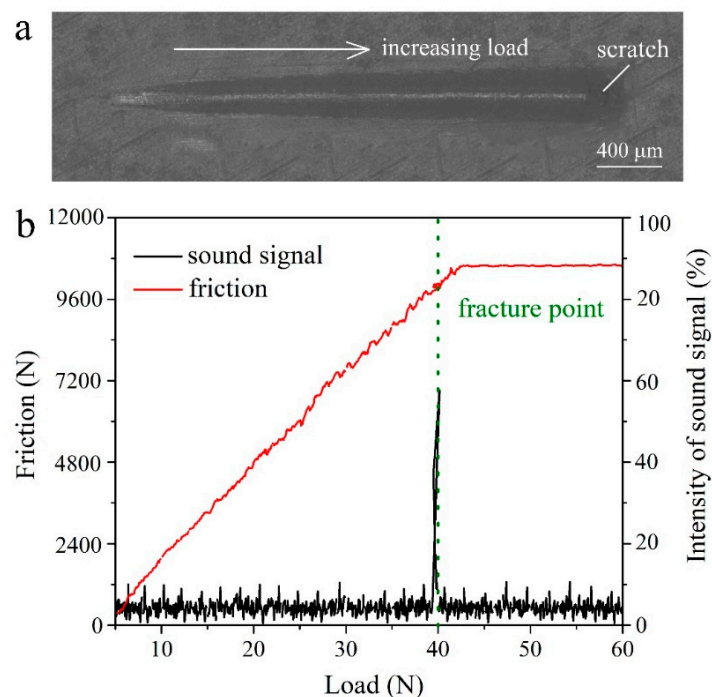 a
increasing load
scratch
400 μm
b
12000
9600
7200
4800
2400
0
Friction (N)
sound signal
friction
fracture point
100
20
60
40
20
0
Intensity of sound signal (%)
10
20
30
40
50
60
Load (N)